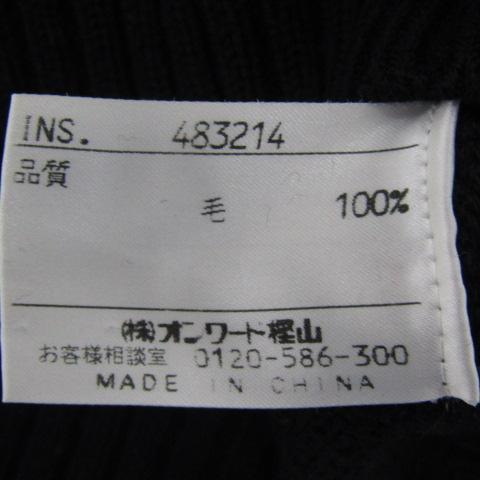 INS. 483214
品質
毛 100%
(株)オンワード樫山
お客様相談室 0120-586-300
MADE IN CHINA